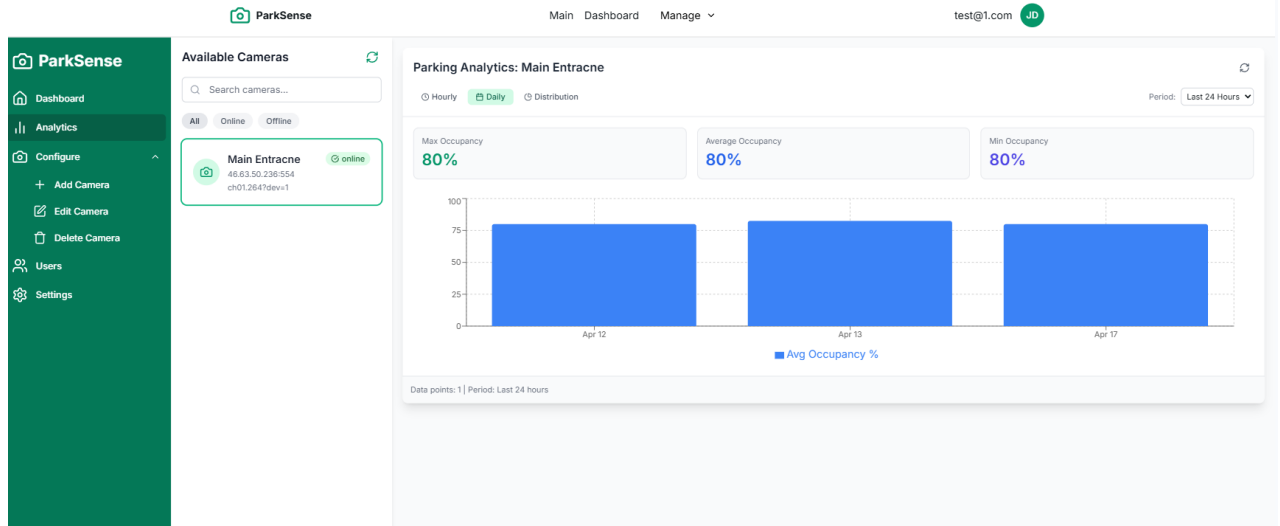 ParkSense
Main Dashboard Manage
test@1.com JD
ParkSense
Dashboard
Analytics
Configure
Add Camera
Edit Camera
Delete Camera
Users
Settings
Available Cameras
Search cameras...
All Online Offline
Main Entracne online
46.63.50.236:554
ch01.264?dev=1
Parking Analytics: Main Entracne
Hourly Daily Distribution
Period: Last 24 Hours
Max Occupancy
80%
Average Occupancy
80%
Min Occupancy
80%
100
75
50
25
0
Apr 12 Apr 13 Apr 17
Avg Occupancy %
Data points: 1 | Period: Last 24 hours